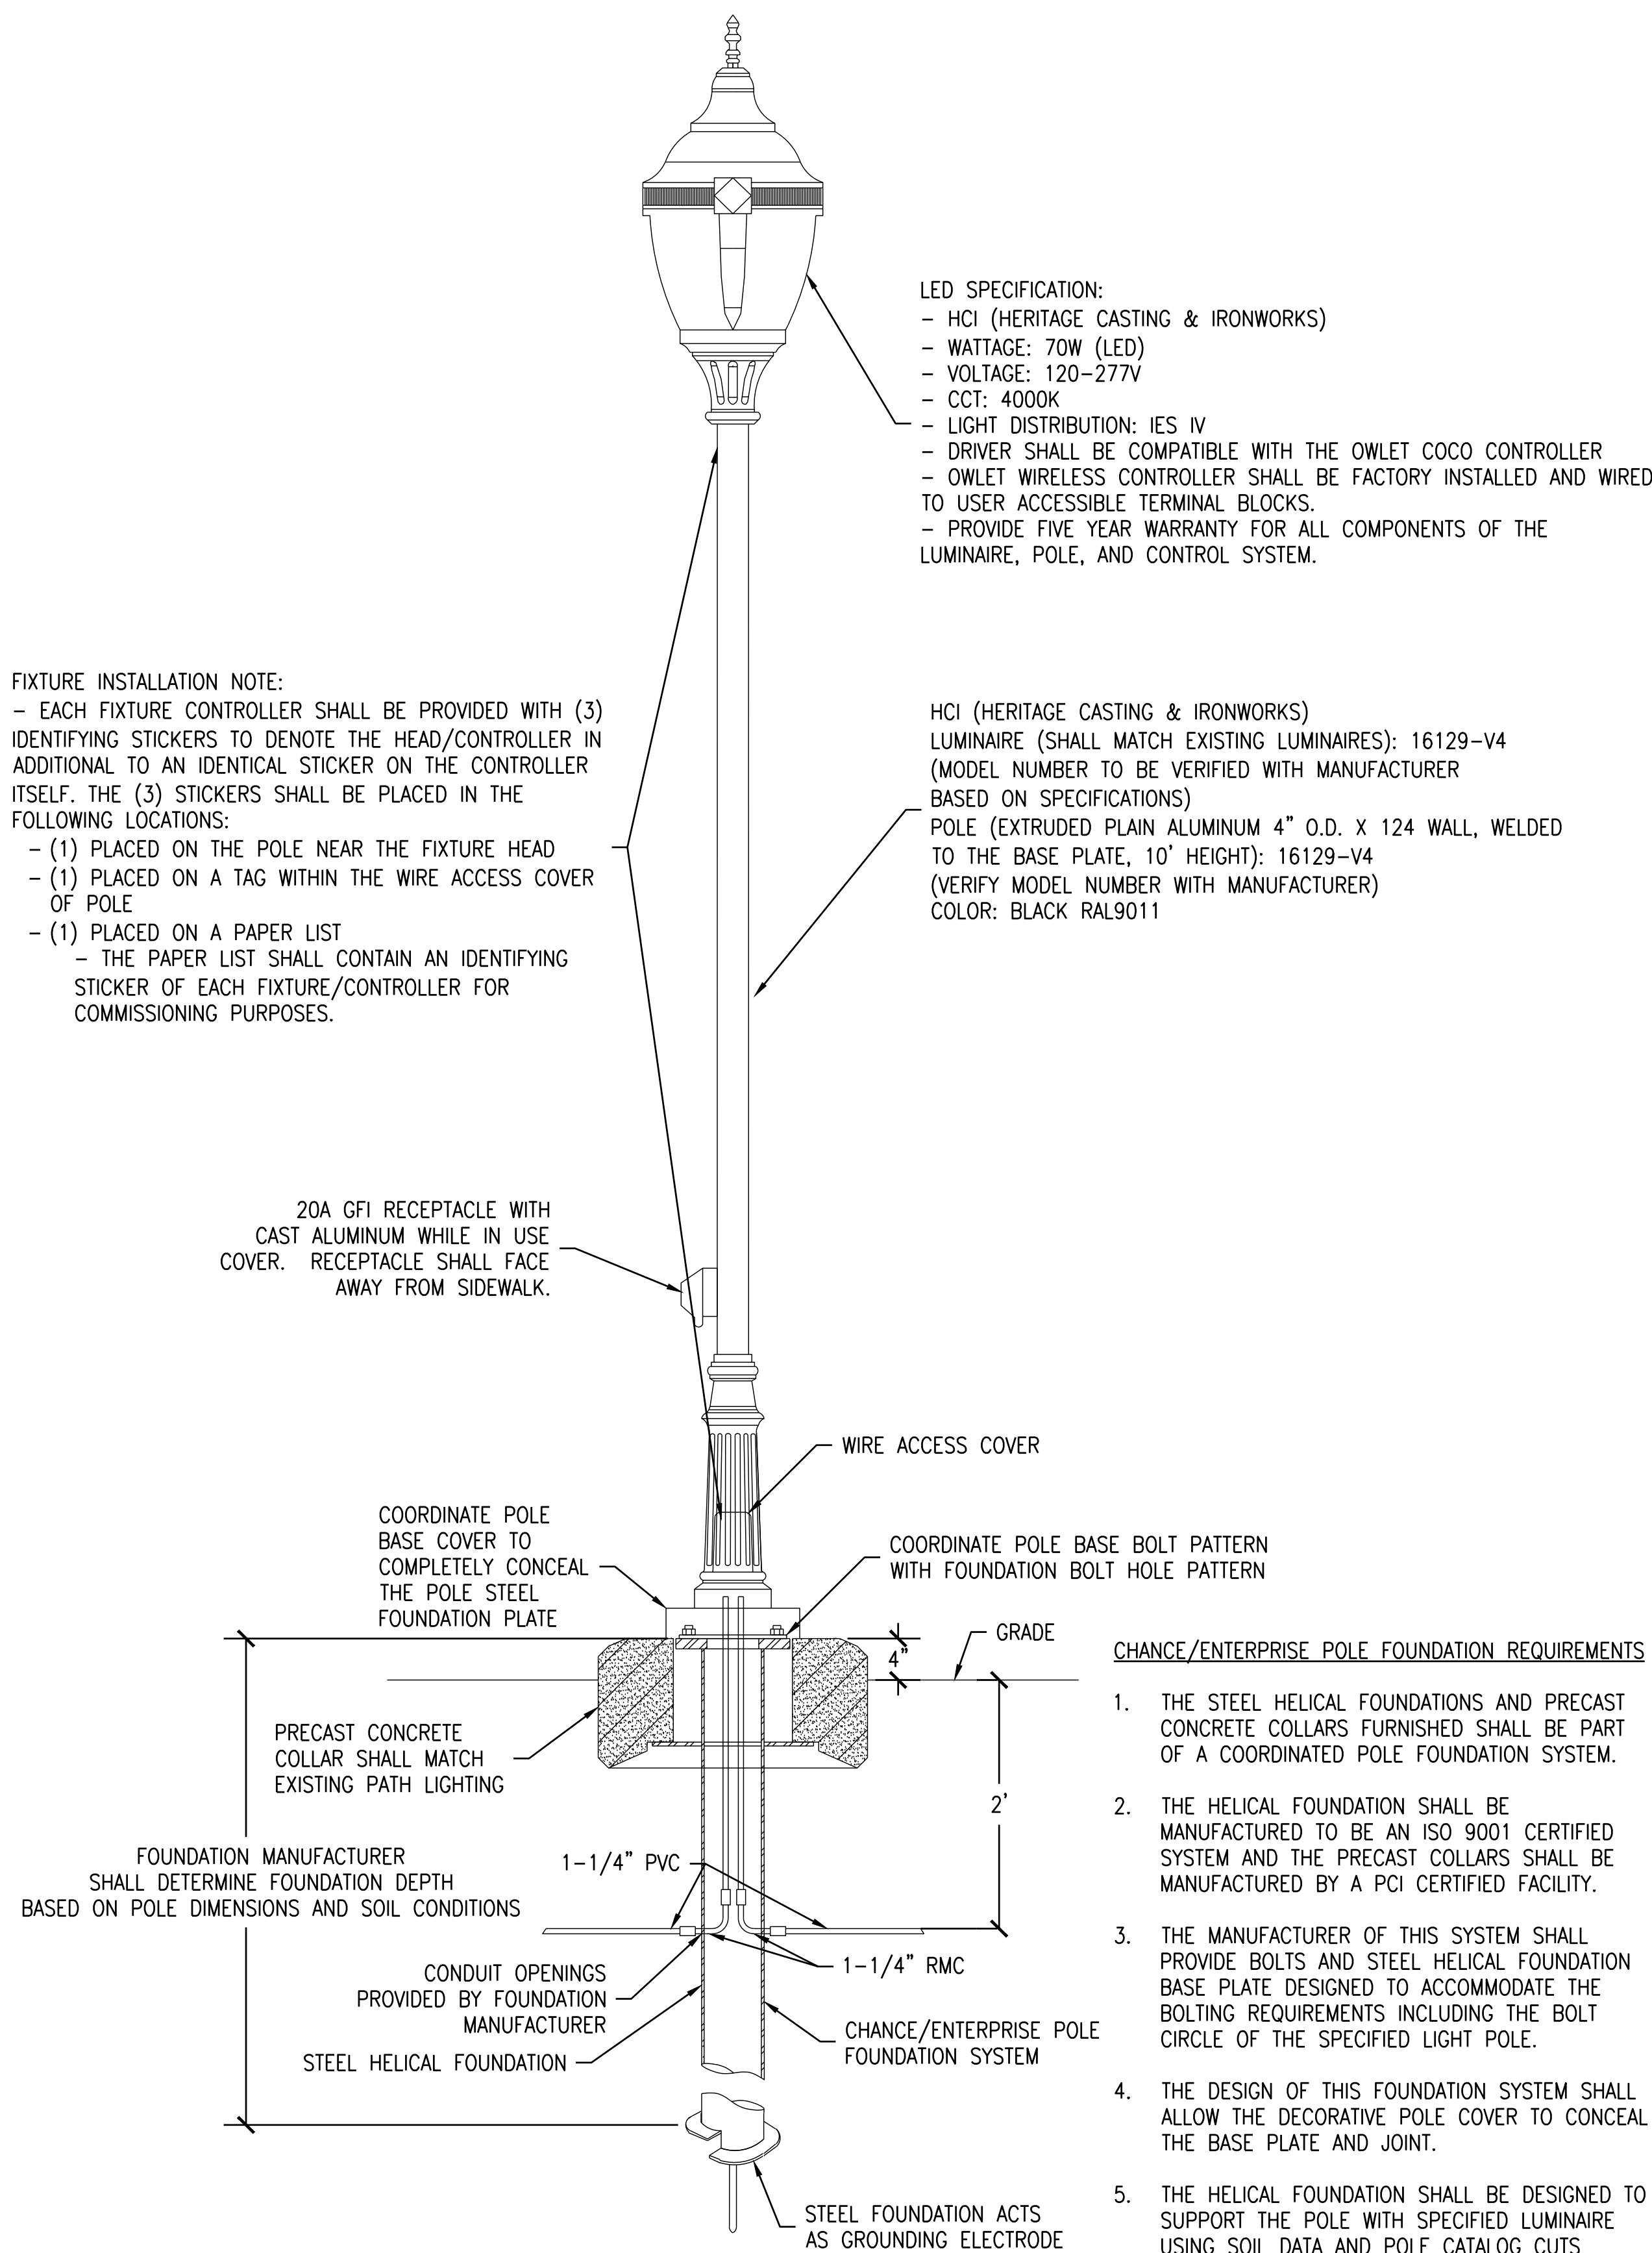 LED SPECIFICATION:
– HCI (HERITAGE CASTING & IRONWORKS)
– WATTAGE: 70W (LED)
– VOLTAGE: 120–277V
– CCT: 4000K
– LIGHT DISTRIBUTION: IES IV
– DRIVER SHALL BE COMPATIBLE WITH THE OWLET COCO CONTROLLER
– OWLET WIRELESS CONTROLLER SHALL BE FACTORY INSTALLED AND WIRED
TO USER ACCESSIBLE TERMINAL BLOCKS.
– PROVIDE FIVE YEAR WARRANTY FOR ALL COMPONENTS OF THE
LUMINAIRE, POLE, AND CONTROL SYSTEM.
FIXTURE INSTALLATION NOTE:
– EACH FIXTURE CONTROLLER SHALL BE PROVIDED WITH (3)
IDENTIFYING STICKERS TO DENOTE THE HEAD/CONTROLLER IN
ADDITIONAL TO AN IDENTICAL STICKER ON THE CONTROLLER
ITSELF. THE (3) STICKERS SHALL BE PLACED IN THE
FOLLOWING LOCATIONS:
– (1) PLACED ON THE POLE NEAR THE FIXTURE HEAD
– (1) PLACED ON A TAG WITHIN THE WIRE ACCESS COVER
OF POLE
– (1) PLACED ON A PAPER LIST
– THE PAPER LIST SHALL CONTAIN AN IDENTIFYING
STICKER OF EACH FIXTURE/CONTROLLER FOR
COMMISSIONING PURPOSES.
HCI (HERITAGE CASTING & IRONWORKS)
LUMINAIRE (SHALL MATCH EXISTING LUMINAIRES): 16129–V4
(MODEL NUMBER TO BE VERIFIED WITH MANUFACTURER
BASED ON SPECIFICATIONS)
POLE (EXTRUDED PLAIN ALUMINUM 4" O.D. X 124 WALL, WELDED
TO THE BASE PLATE, 10' HEIGHT): 16129–V4
(VERIFY MODEL NUMBER WITH MANUFACTURER)
COLOR: BLACK RAL9011
20A GFI RECEPTACLE WITH
CAST ALUMINUM WHILE IN USE
COVER. RECEPTACLE SHALL FACE
AWAY FROM SIDEWALK.
WIRE ACCESS COVER
COORDINATE POLE
BASE COVER TO
COMPLETELY CONCEAL
THE POLE STEEL
FOUNDATION PLATE
COORDINATE POLE BASE BOLT PATTERN
WITH FOUNDATION BOLT HOLE PATTERN
GRADE
4"
PRECAST CONCRETE
COLLAR SHALL MATCH
EXISTING PATH LIGHTING
2'
FOUNDATION MANUFACTURER
SHALL DETERMINE FOUNDATION DEPTH
BASED ON POLE DIMENSIONS AND SOIL CONDITIONS
1–1/4" PVC
1–1/4" RMC
CONDUIT OPENINGS
PROVIDED BY FOUNDATION
MANUFACTURER
STEEL HELICAL FOUNDATION
CHANCE/ENTERPRISE POLE
FOUNDATION SYSTEM
STEEL FOUNDATION ACTS
AS GROUNDING ELECTRODE
CHANCE/ENTERPRISE POLE FOUNDATION REQUIREMENTS
1. THE STEEL HELICAL FOUNDATIONS AND PRECAST
CONCRETE COLLARS FURNISHED SHALL BE PART
OF A COORDINATED POLE FOUNDATION SYSTEM.
2. THE HELICAL FOUNDATION SHALL BE
MANUFACTURED TO BE AN ISO 9001 CERTIFIED
SYSTEM AND THE PRECAST COLLARS SHALL BE
MANUFACTURED BY A PCI CERTIFIED FACILITY.
3. THE MANUFACTURER OF THIS SYSTEM SHALL
PROVIDE BOLTS AND STEEL HELICAL FOUNDATION
BASE PLATE DESIGNED TO ACCOMMODATE THE
BOLTING REQUIREMENTS INCLUDING THE BOLT
CIRCLE OF THE SPECIFIED LIGHT POLE.
4. THE DESIGN OF THIS FOUNDATION SYSTEM SHALL
ALLOW THE DECORATIVE POLE COVER TO CONCEAL
THE BASE PLATE AND JOINT.
5. THE HELICAL FOUNDATION SHALL BE DESIGNED TO
SUPPORT THE POLE WITH SPECIFIED LUMINAIRE
USING SOIL DATA AND POLE CATALOG CUTS